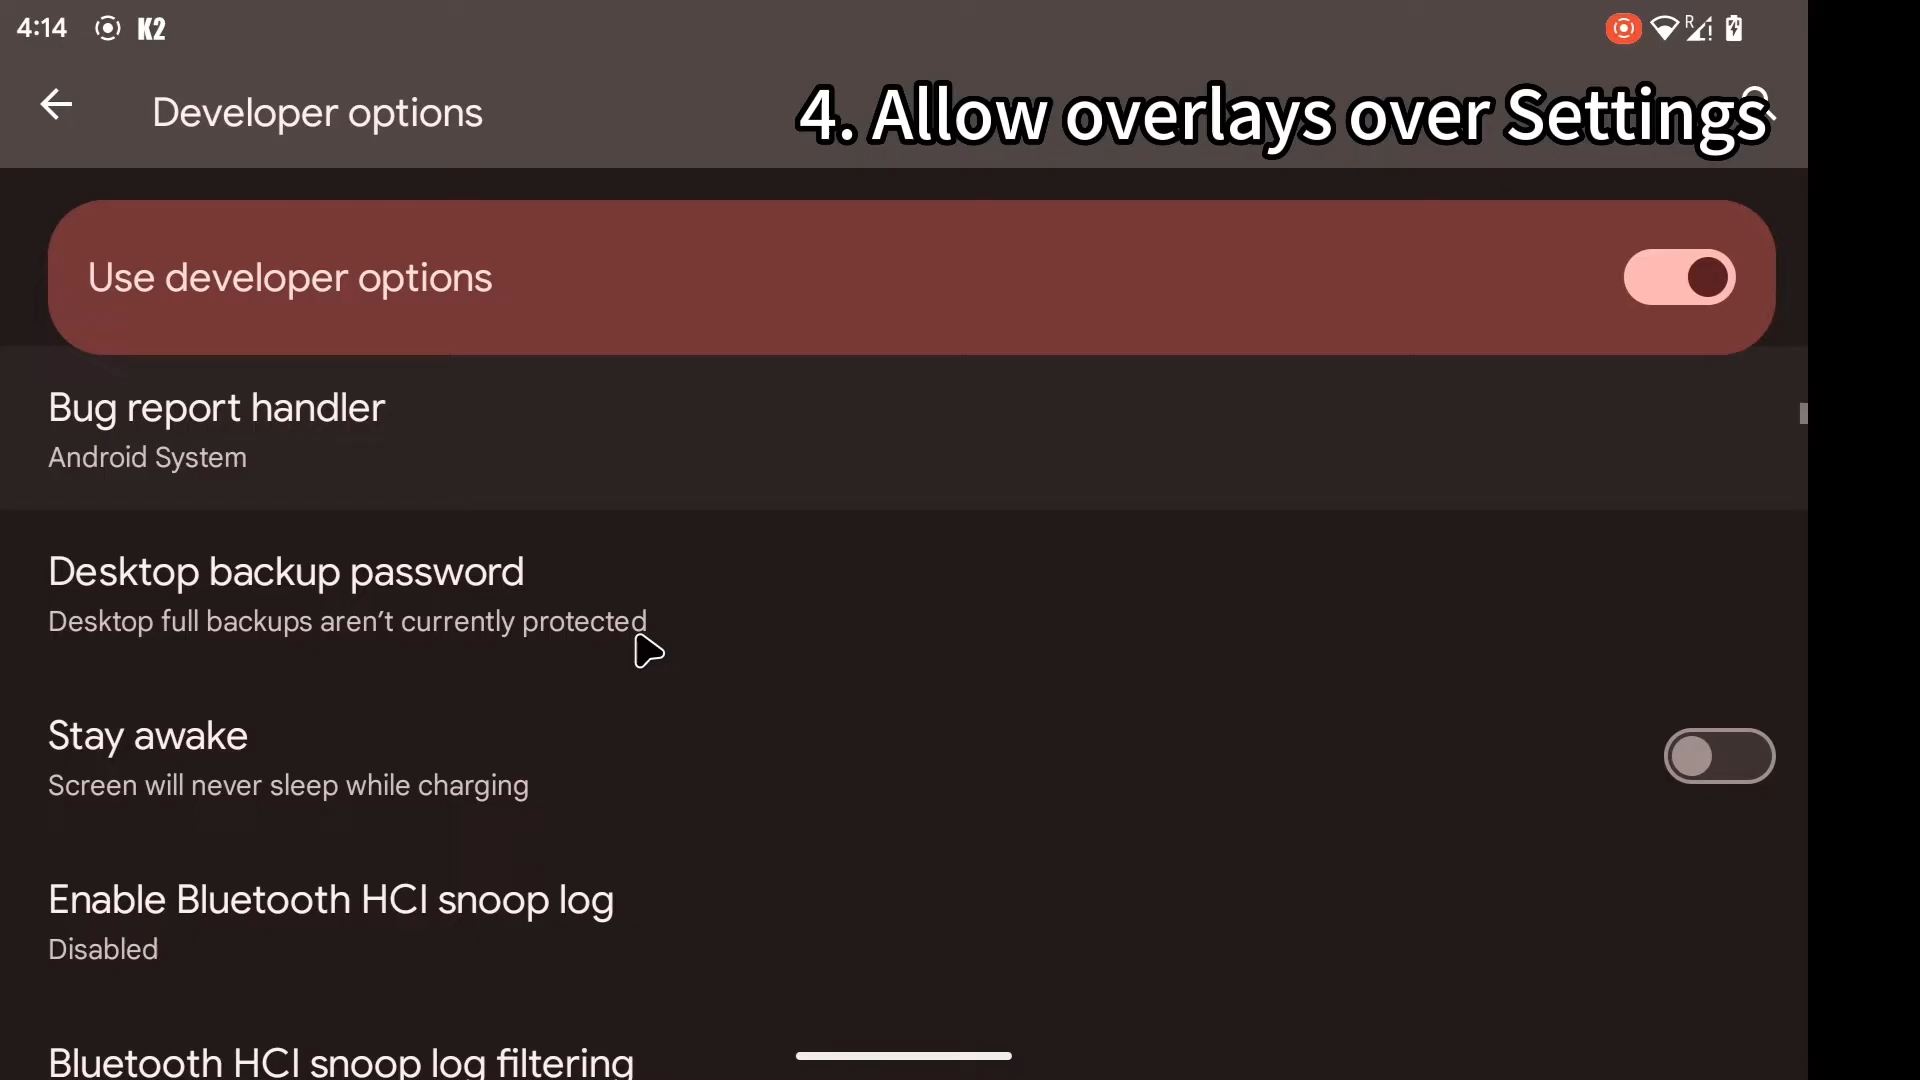 4:14 K2 R
Developer options
4. Allow overlays over Settings
Use developer options
Bug report handler
Android System
Desktop backup password
Desktop full backups aren’t currently protected
Stay awake
Screen will never sleep while charging
Enable Bluetooth HCI snoop log
Disabled
Bluetooth HCI snoop log filtering